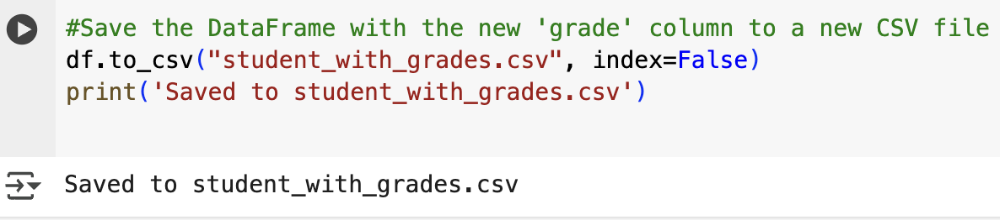 #Save the DataFrame with the new 'grade' column to a new CSV file
df.to_csv("student_with_grades.csv", index=False)
print('Saved to student_with_grades.csv')
Saved to student_with_grades.csv